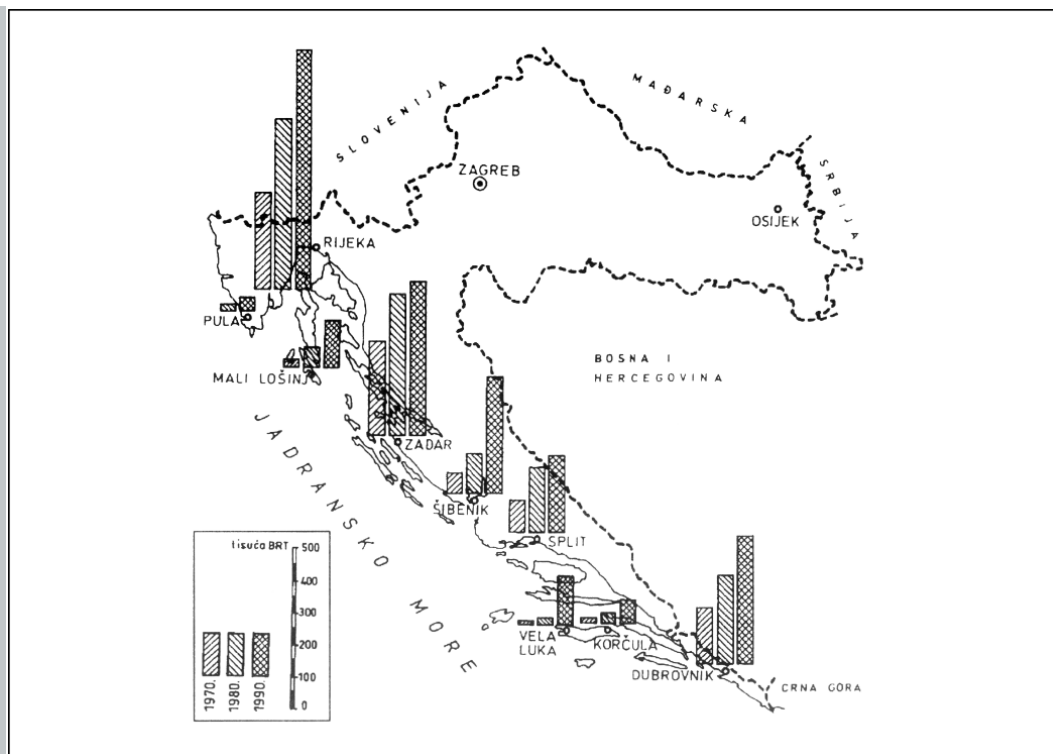 SLOVENIJA
MAĐARSKA
SRBIJA
ZAGREB
OSIJEK
RIJEKA
PULA
MALI LOŠINJ
BOSNA I
HERCEGOVINA
ZADAR
JADRANSKO MORE
ŠIBENIK
SPLIT
VELA
LUKA
KORČULA
DUBROVNIK
CRNA GORA
tisuća BRT
500
400
300
200
100
0
1970.
1980.
1990.